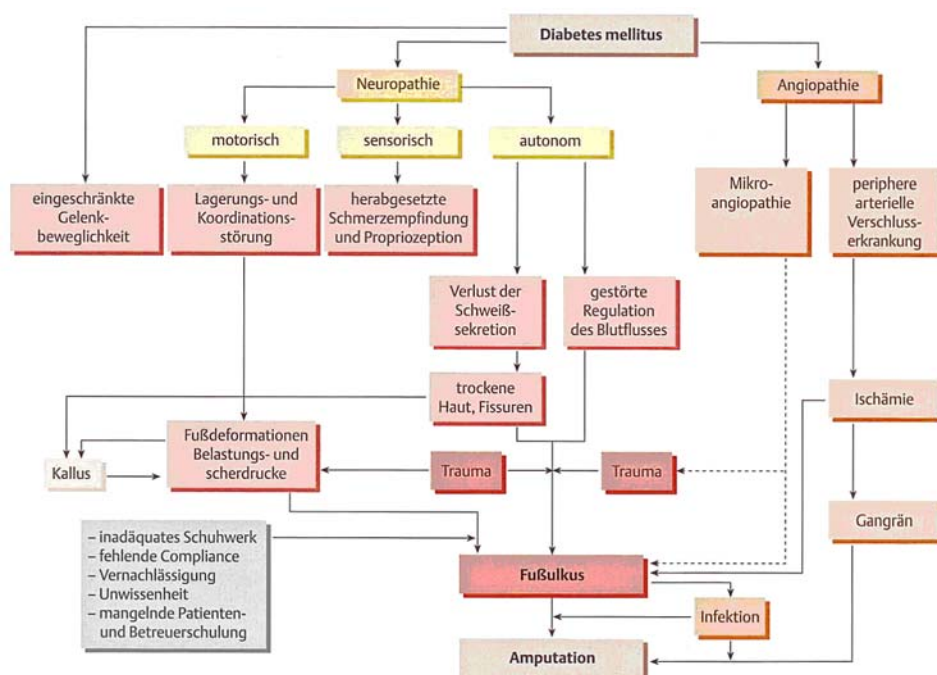 Diabetes mellitus
Neuropathie
Angiopathie
motorisch
sensorisch
autonom
eingeschränkte
Gelenk-
beweglichkeit
Lagerungs- und
Koordinations-
störung
herabgesetzte
Schmerzempfindung
und Propriozeption
Mikro-
angiopathie
periphere
arterielle
Verschluss-
erkrankung
Verlust der
Schweiß-
sekretion
gestörte
Regulation
des Blutflusses
trockene
Haut, Fissuren
Ischämie
Kallus
Fußdeformationen
Belastungs- und
scherdrucke
Trauma
Trauma
Gangrän
– inadäquates Schuhwerk
– fehlende Compliance
– Vernachlässigung
– Unwissenheit
– mangelnde Patienten-
und Betreuerschulung
Fußulkus
Infektion
Amputation